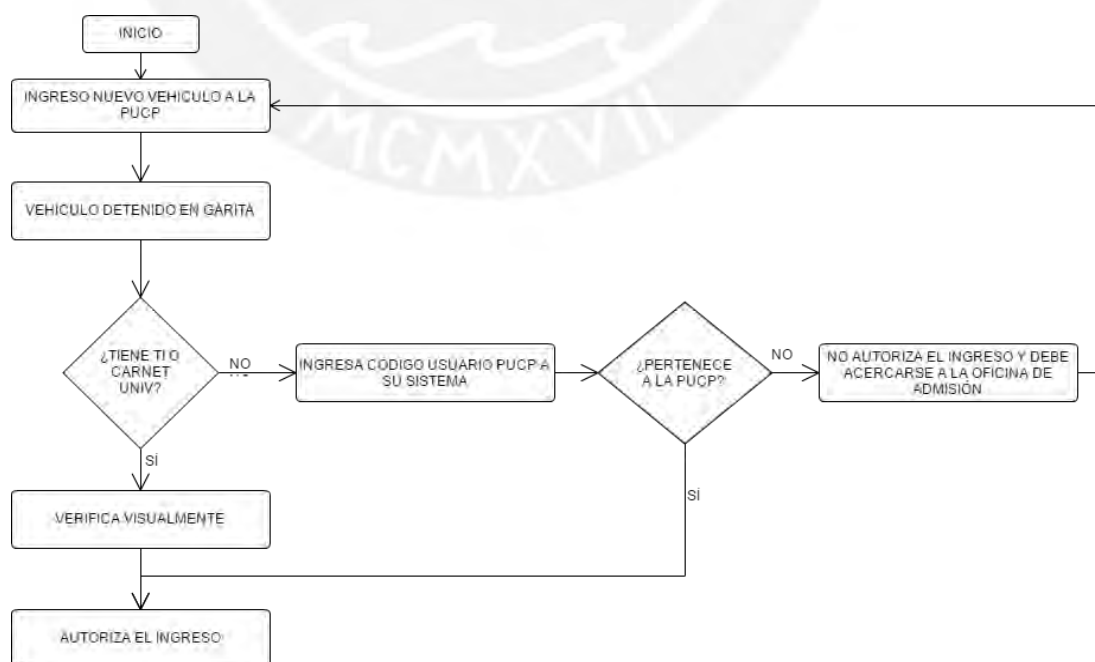 INICIO
MCMXVII
INGRESO NUEVO VEHICULO A LA
PUCP
VEHICULO DETENIDO EN GARITA
¿TIENE TI O
CARNET
UNIV?
NO
INGRESA CODIGO USUARIO PUCP A
SU SISTEMA
¿PERTENECE
A LA PUCP?
NO
NO AUTORIZA EL INGRESO Y DEBE
ACERCARSE A LA OFICINA DE
ADMISIÓN
SÍ
SÍ
VERIFICA VISUALMENTE
AUTORIZA EL INGRESO